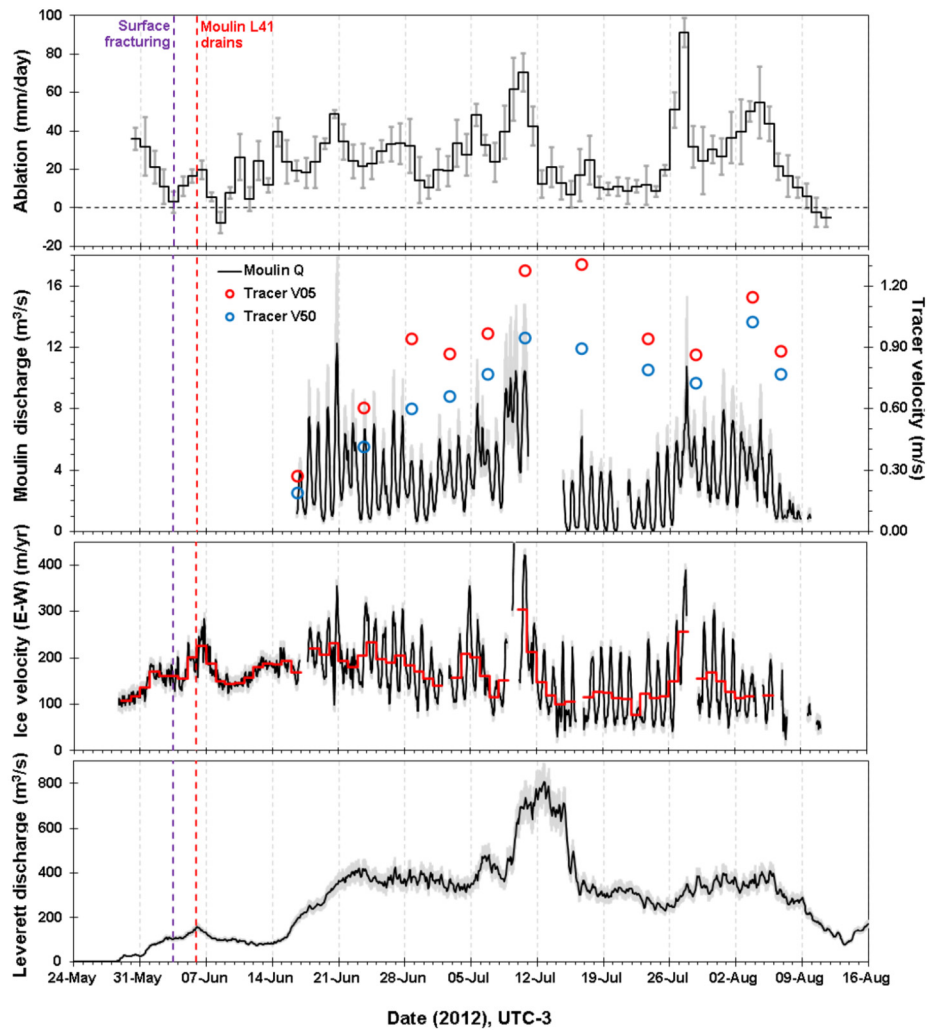 Surface fracturing
Moulin L41 drains
Ablation (mm/day)
100
80
60
40
20
0
-20
Moulin Q
Tracer V05
Tracer V50
Moulin discharge (m³/s)
16
12
8
4
0
Tracer velocity (m/s)
1.20
0.90
0.60
0.30
0.00
Ice velocity (E-W) (m/yr)
400
300
200
100
0
Leverett discharge (m³/s)
800
600
400
200
0
24-May 31-May 07-Jun 14-Jun 21-Jun 28-Jun 05-Jul 12-Jul 19-Jul 26-Jul 02-Aug 09-Aug 16-Aug
Date (2012), UTC-3